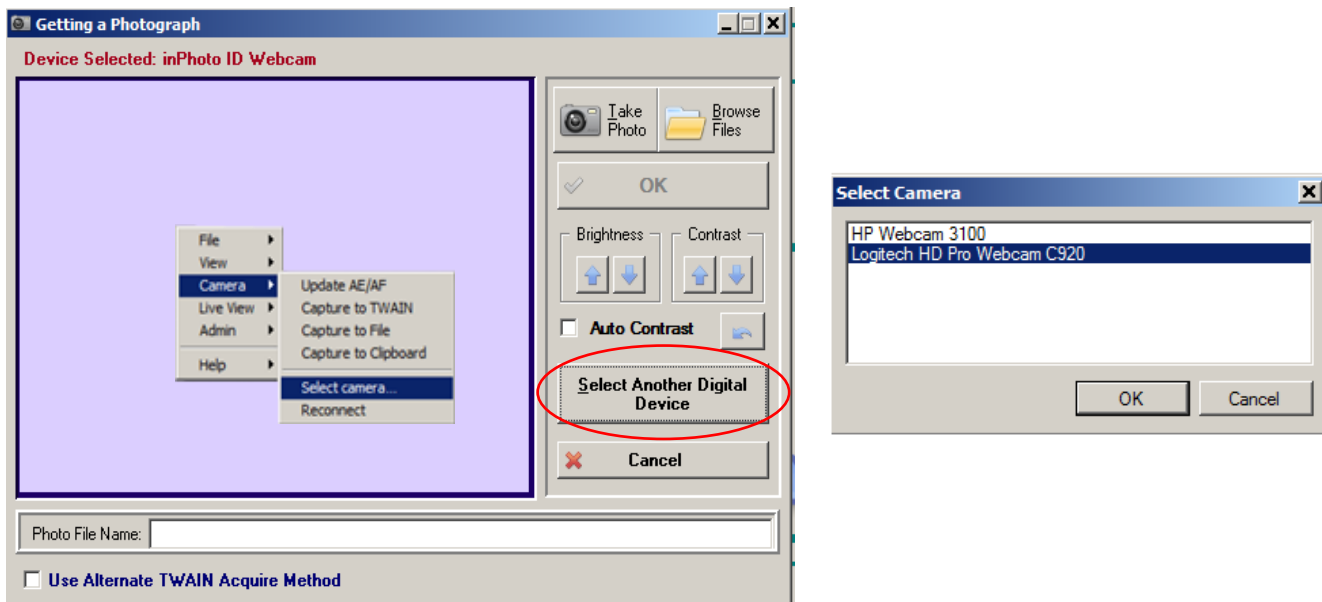 Getting a Photograph
Device Selected: inPhoto ID Webcam
File
View
Camera
Live View
Admin
Help
Update AE/AF
Capture to TWAIN
Capture to File
Capture to Clipboard
Select camera...
Reconnect
Take
Photo
Browse
Files
OK
Brightness
Contrast
Auto Contrast
Select Another Digital
Device
Cancel
Photo File Name:
Use Alternate TWAIN Acquire Method
Select Camera
HP Webcam 3100
Logitech HD Pro Webcam C920
OK
Cancel